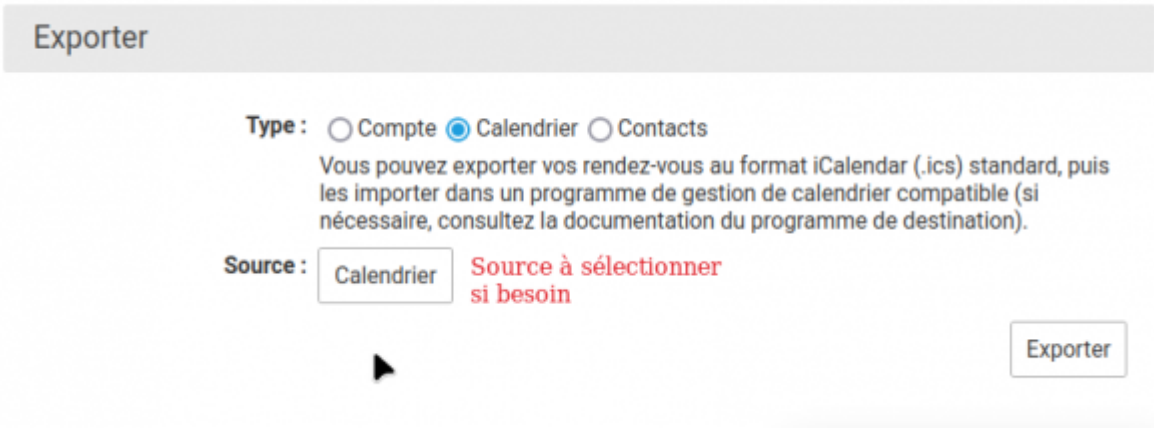 Exporter
Type : Compte Calendrier Contacts
Vous pouvez exporter vos rendez-vous au format iCalendar (.ics) standard, puis
les importer dans un programme de gestion de calendrier compatible (si
nécessaire, consultez la documentation du programme de destination).
Source : Calendrier Source à sélectionner
si besoin
Exporter